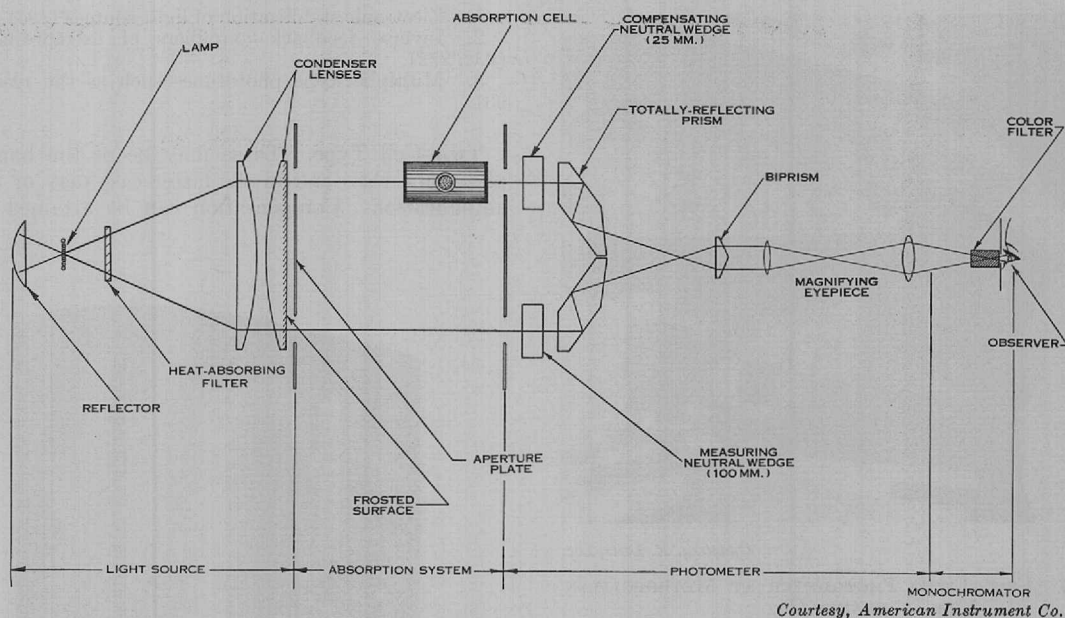 ABSORPTION CELL
COMPENSATING
NEUTRAL WEDGE
(25 MM.)
LAMP
CONDENSER
LENSES
TOTALLY-REFLECTING
PRISM
COLOR
FILTER
BIPRISM
MAGNIFYING
EYEPIECE
OBSERVER
HEAT-ABSORBING
FILTER
REFLECTOR
APERTURE
PLATE
MEASURING
NEUTRAL WEDGE
(100 MM.)
FROSTED
SURFACE
LIGHT SOURCE
ABSORPTION SYSTEM
PHOTOMETER
MONOCHROMATOR
Courtesy, American Instrument Co.